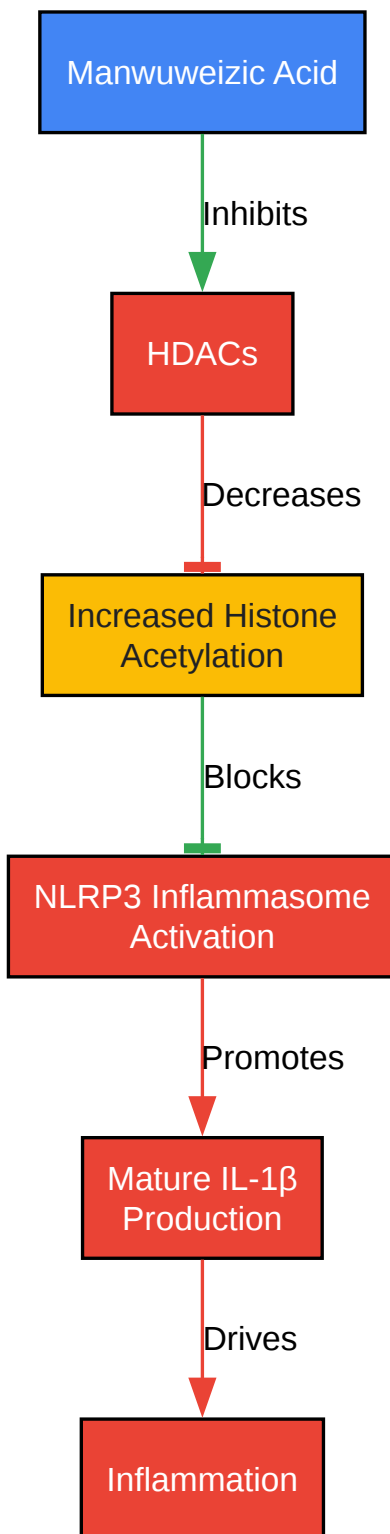 Manwuweizic Acid
Inhibits
HDACs
Decreases
Increased Histone
Acetylation
Blocks
NLRP3 Inflammasome
Activation
Promotes
Mature IL-1β
Production
Drives
Inflammation